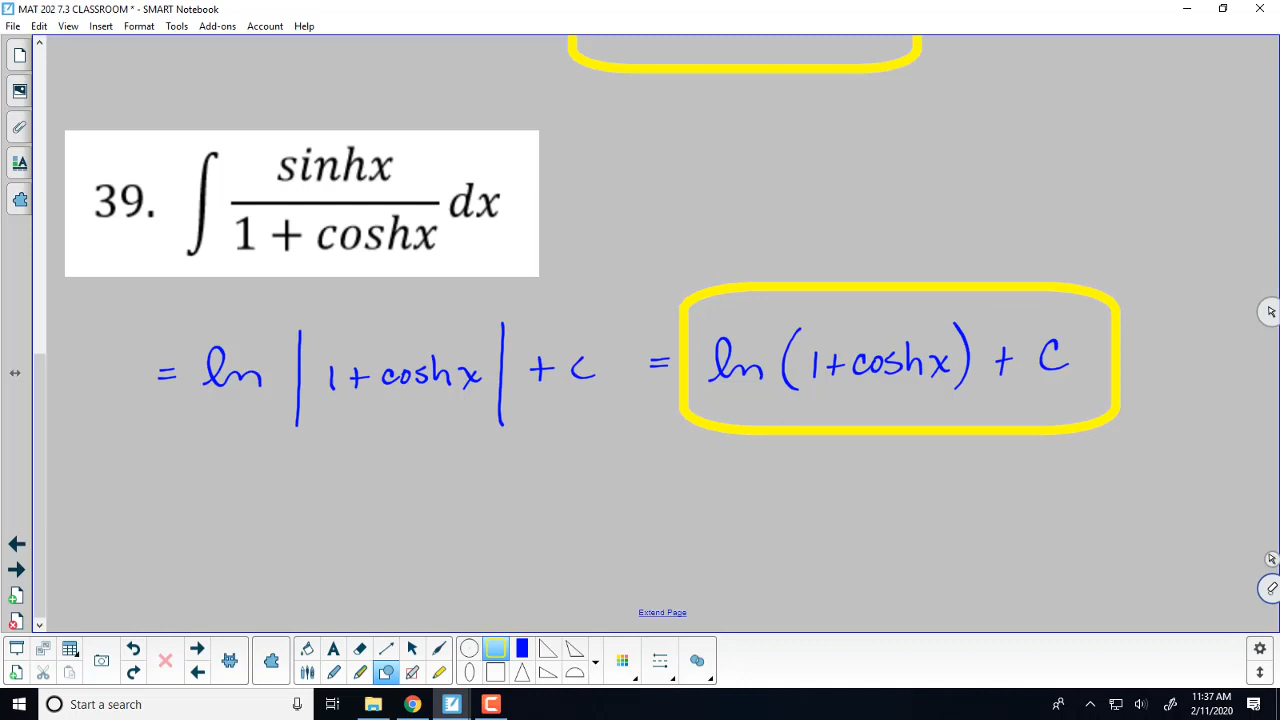 MAT 202 7.3 CLASSROOM * - SMART Notebook
File Edit View Insert Format Tools Add-ons Account Help
39. ∫ sinhx / 1 + coshx dx
= ln |1 + coshx| + c = ln (1+coshx) + C
Extend Page
Start a search
11:37 AM
2/11/2020